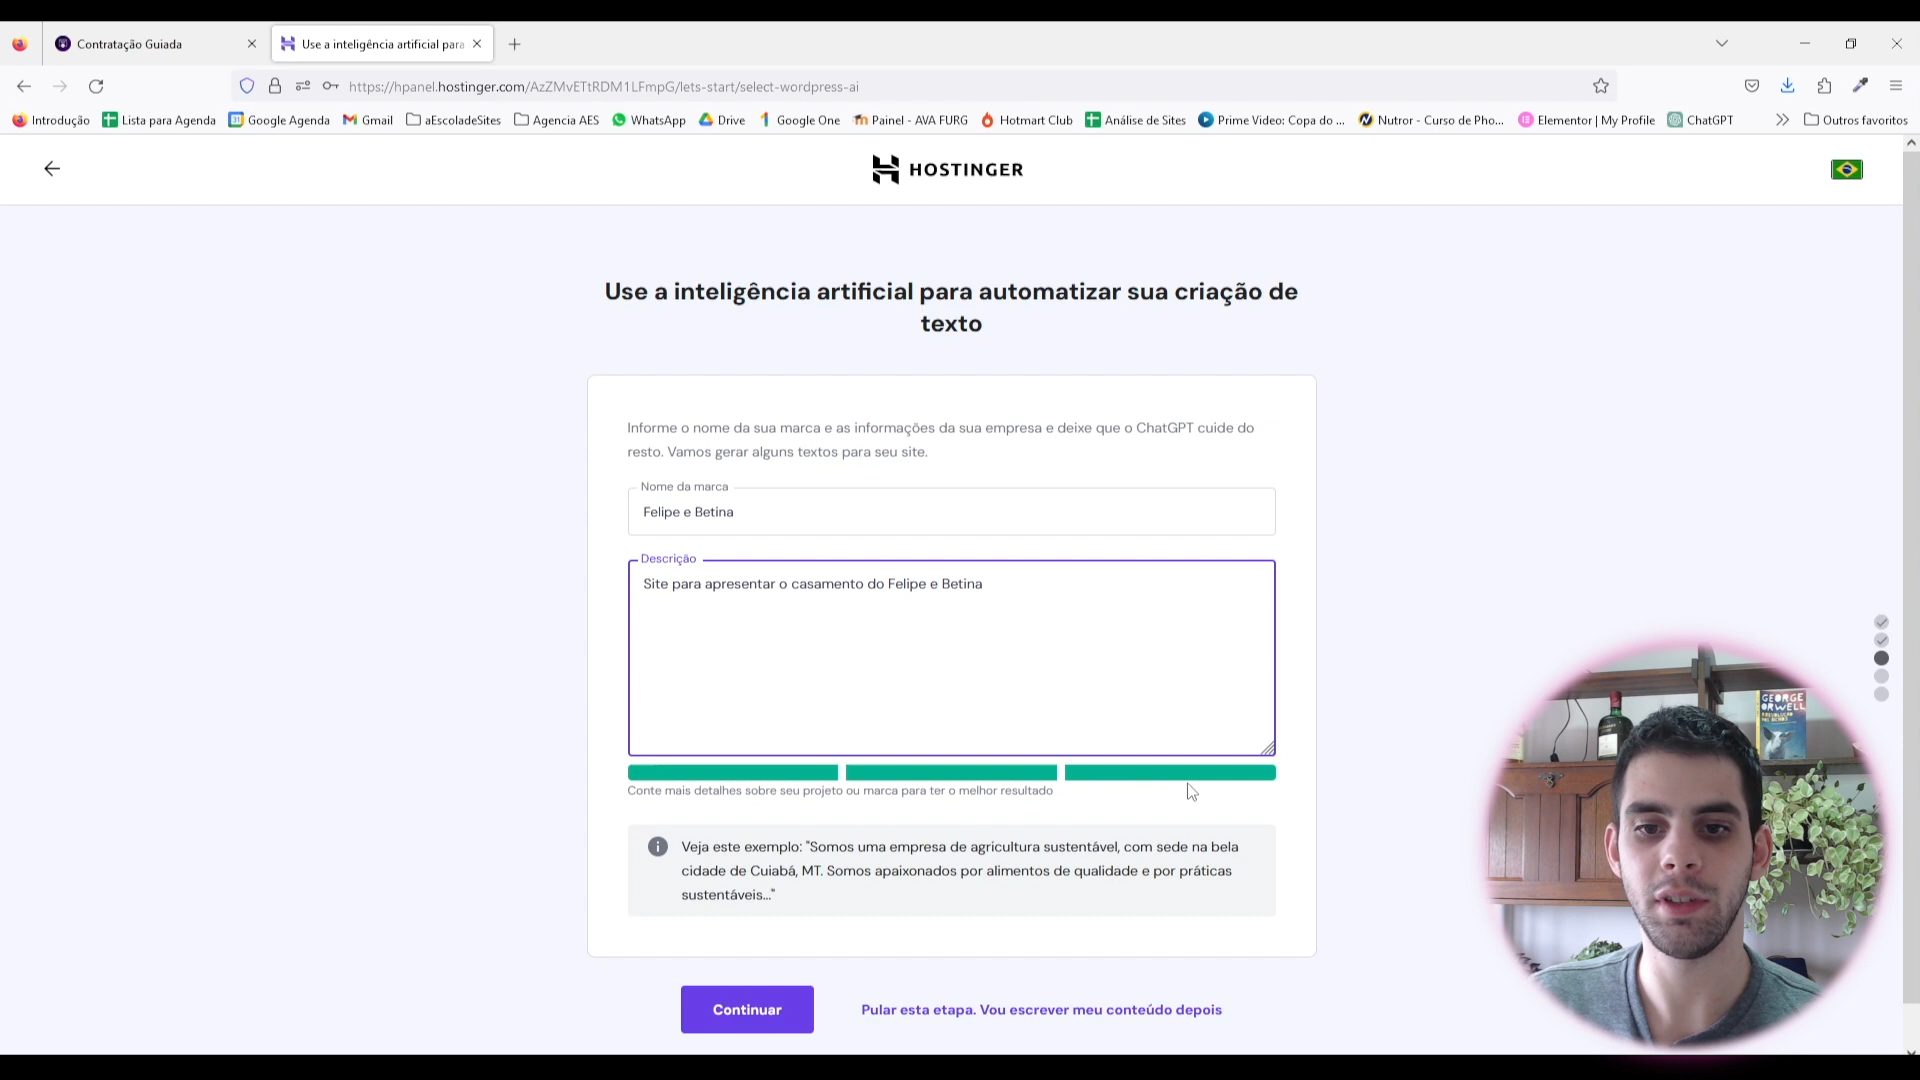 Contratação Guiada
Use a inteligência artificial para
https://hpanel.hostinger.com/AzZMvETtRDM1LFmpG/lets-start/select-wordpress-ai
Introdução Lista para Agenda Google Agenda Gmail aEscoladeSites Agencia AES WhatsApp Drive Google One Painel - AVA FURG Hotmart Club Análise de Sites Prime Video: Copa do ... Nutror - Curso de Pho... Elementor | My Profile ChatGPT Outros favoritos
HOSTINGER
Use a inteligência artificial para automatizar sua criação de
texto
Informe o nome da sua marca e as informações da sua empresa e deixe que o ChatGPT cuide do
resto. Vamos gerar alguns textos para seu site.
Nome da marca
Felipe e Betina
Descrição
Site para apresentar o casamento do Felipe e Betina
Conte mais detalhes sobre seu projeto ou marca para ter o melhor resultado
Veja este exemplo: "Somos uma empresa de agricultura sustentável, com sede na bela
cidade de Cuiabá, MT. Somos apaixonados por alimentos de qualidade e por práticas
sustentáveis..."
Continuar
Pular esta etapa. Vou escrever meu conteúdo depois
GEORGE
ORWELL